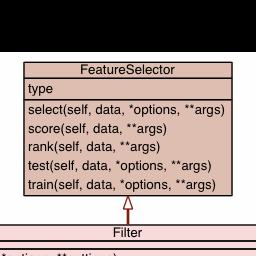 FeatureSelector
type
select(self, data, *options, **args)
score(self, data, **args)
rank(self, data, **args)
test(self, data, *options, **args)
train(self, data, *options, **args)
Filter